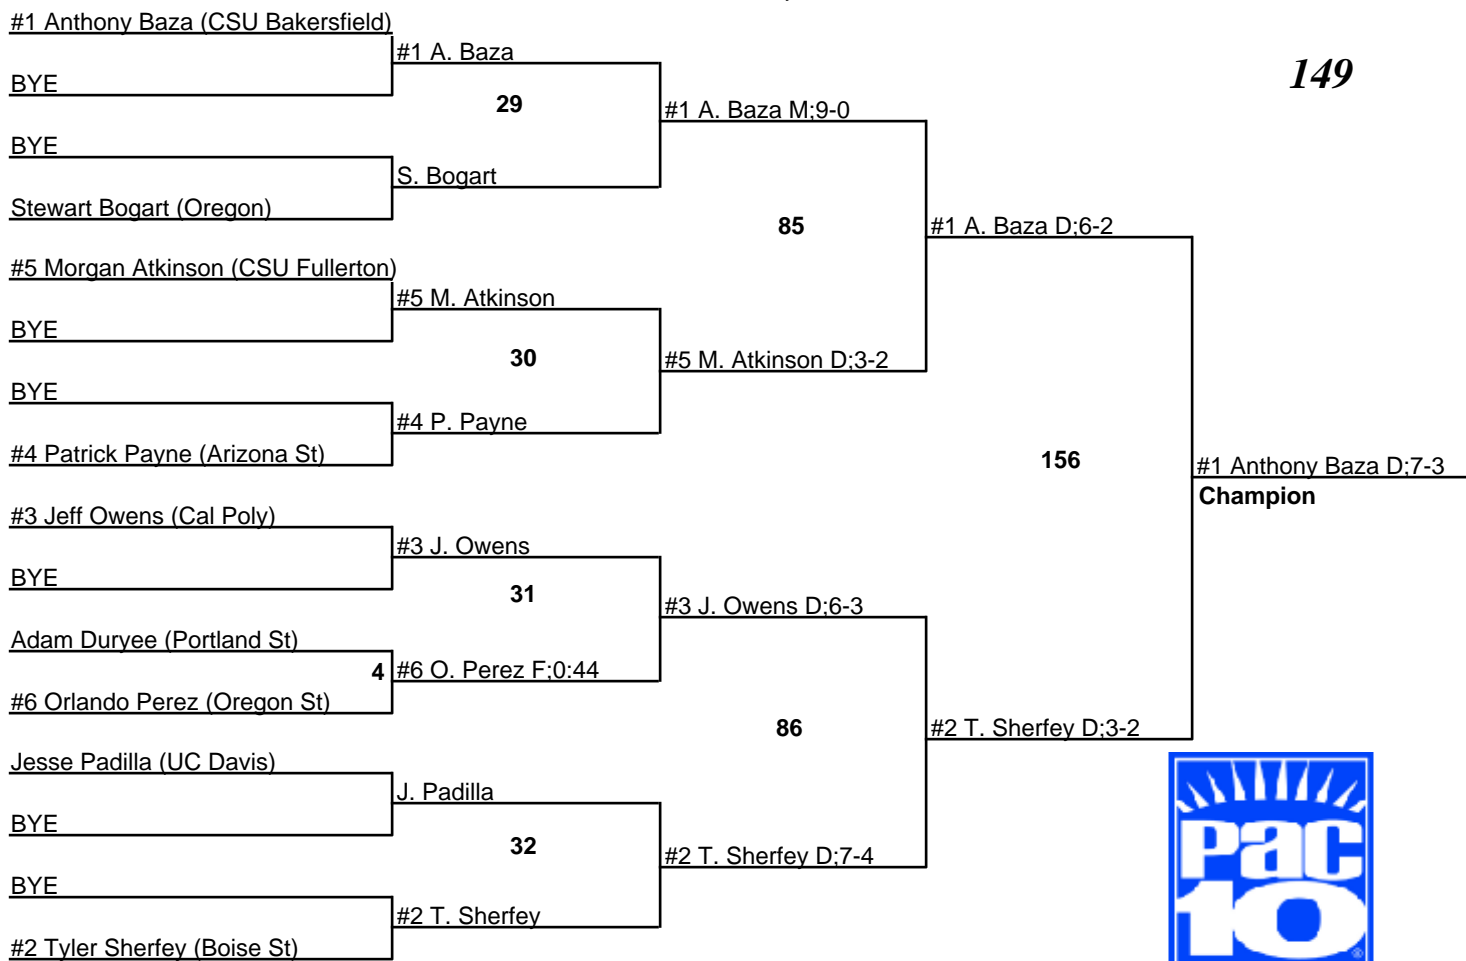 #1 Anthony Baza (CSU Bakersfield)
BYE
BYE
Stewart Bogart (Oregon)
#5 Morgan Atkinson (CSU Fullerton)
BYE
BYE
#4 Patrick Payne (Arizona St)
#3 Jeff Owens (Cal Poly)
BYE
Adam Duryee (Portland St)
#6 Orlando Perez (Oregon St)
Jesse Padilla (UC Davis)
BYE
BYE
#2 Tyler Sherfey (Boise St)
4
#1 A. Baza
S. Bogart
#5 M. Atkinson
#4 P. Payne
#3 J. Owens
#6 O. Perez F;0:44
J. Padilla
#2 T. Sherfey
29
30
31
32
#1 A. Baza M;9-0
#5 M. Atkinson D;3-2
#3 J. Owens D;6-3
#2 T. Sherfey D;7-4
85
86
#1 A. Baza D;6-2
#2 T. Sherfey D;3-2
156
#1 Anthony Baza D;7-3
Champion
149
Pac
10
®